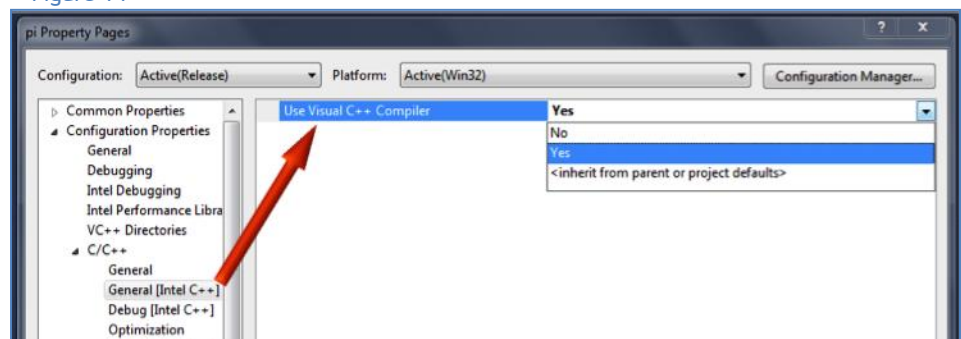 pi Property Pages
Configuration: Active(Release) Platform: Active(Win32) Configuration Manager...
Common Properties
Configuration Properties
General
Debugging
Intel Debugging
Intel Performance Libra
VC++ Directories
C/C++
General
General [Intel C++]
Debug [Intel C++]
Optimization
Use Visual C++ Compiler Yes
No
Yes
<inherit from parent or project defaults>